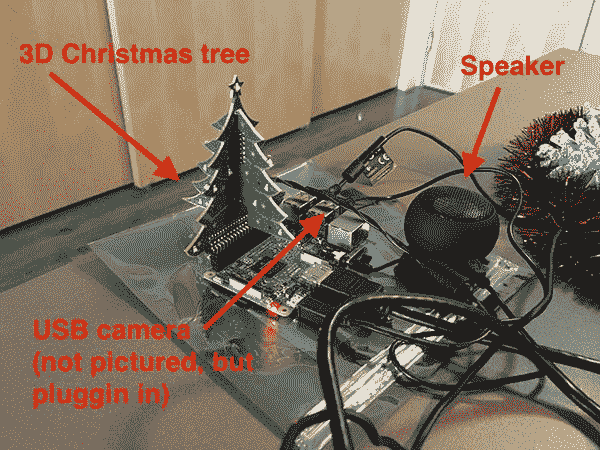 3D Christmas tree
Speaker
USB camera
(not pictured, but
pluggin in)